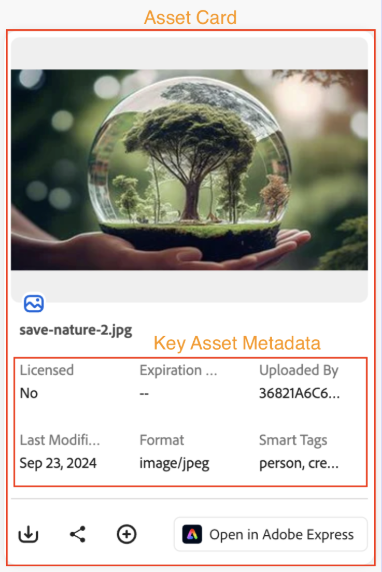 Asset Card
save-nature-2.jpg
Key Asset Metadata
Licensed Expiration ... Uploaded By
No -- 36821A6C6...
Last Modifi... Format Smart Tags
Sep 23, 2024 image/jpeg person, cre...
Open in Adobe Express